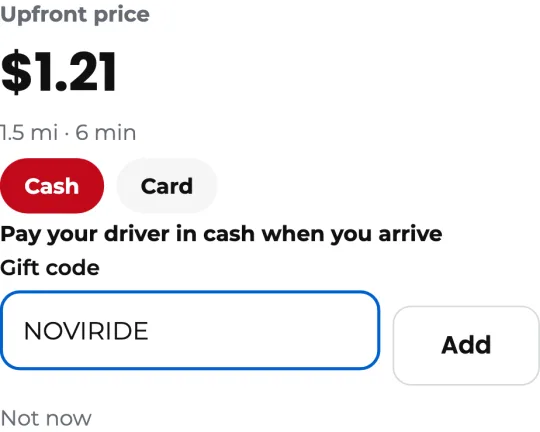 Upfront price
$1.21
1.5 mi · 6 min
Cash Card
Pay your driver in cash when you arrive
Gift code
NOVIRIDE Add
Not now